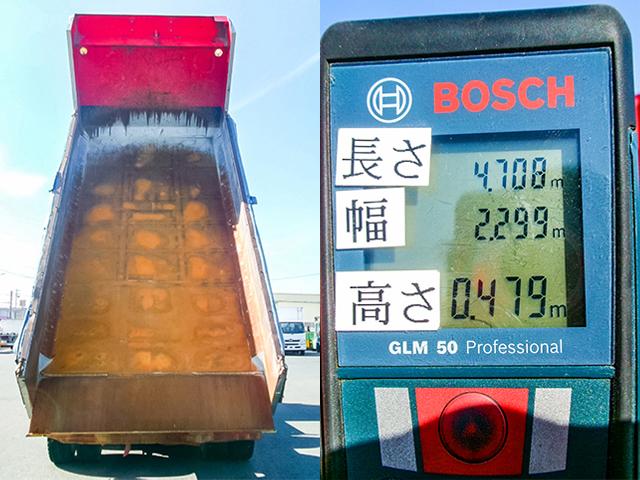 BOSCH
長さ 4.708m
幅 2.299m
高さ 0.479m
GLM 50 Professional